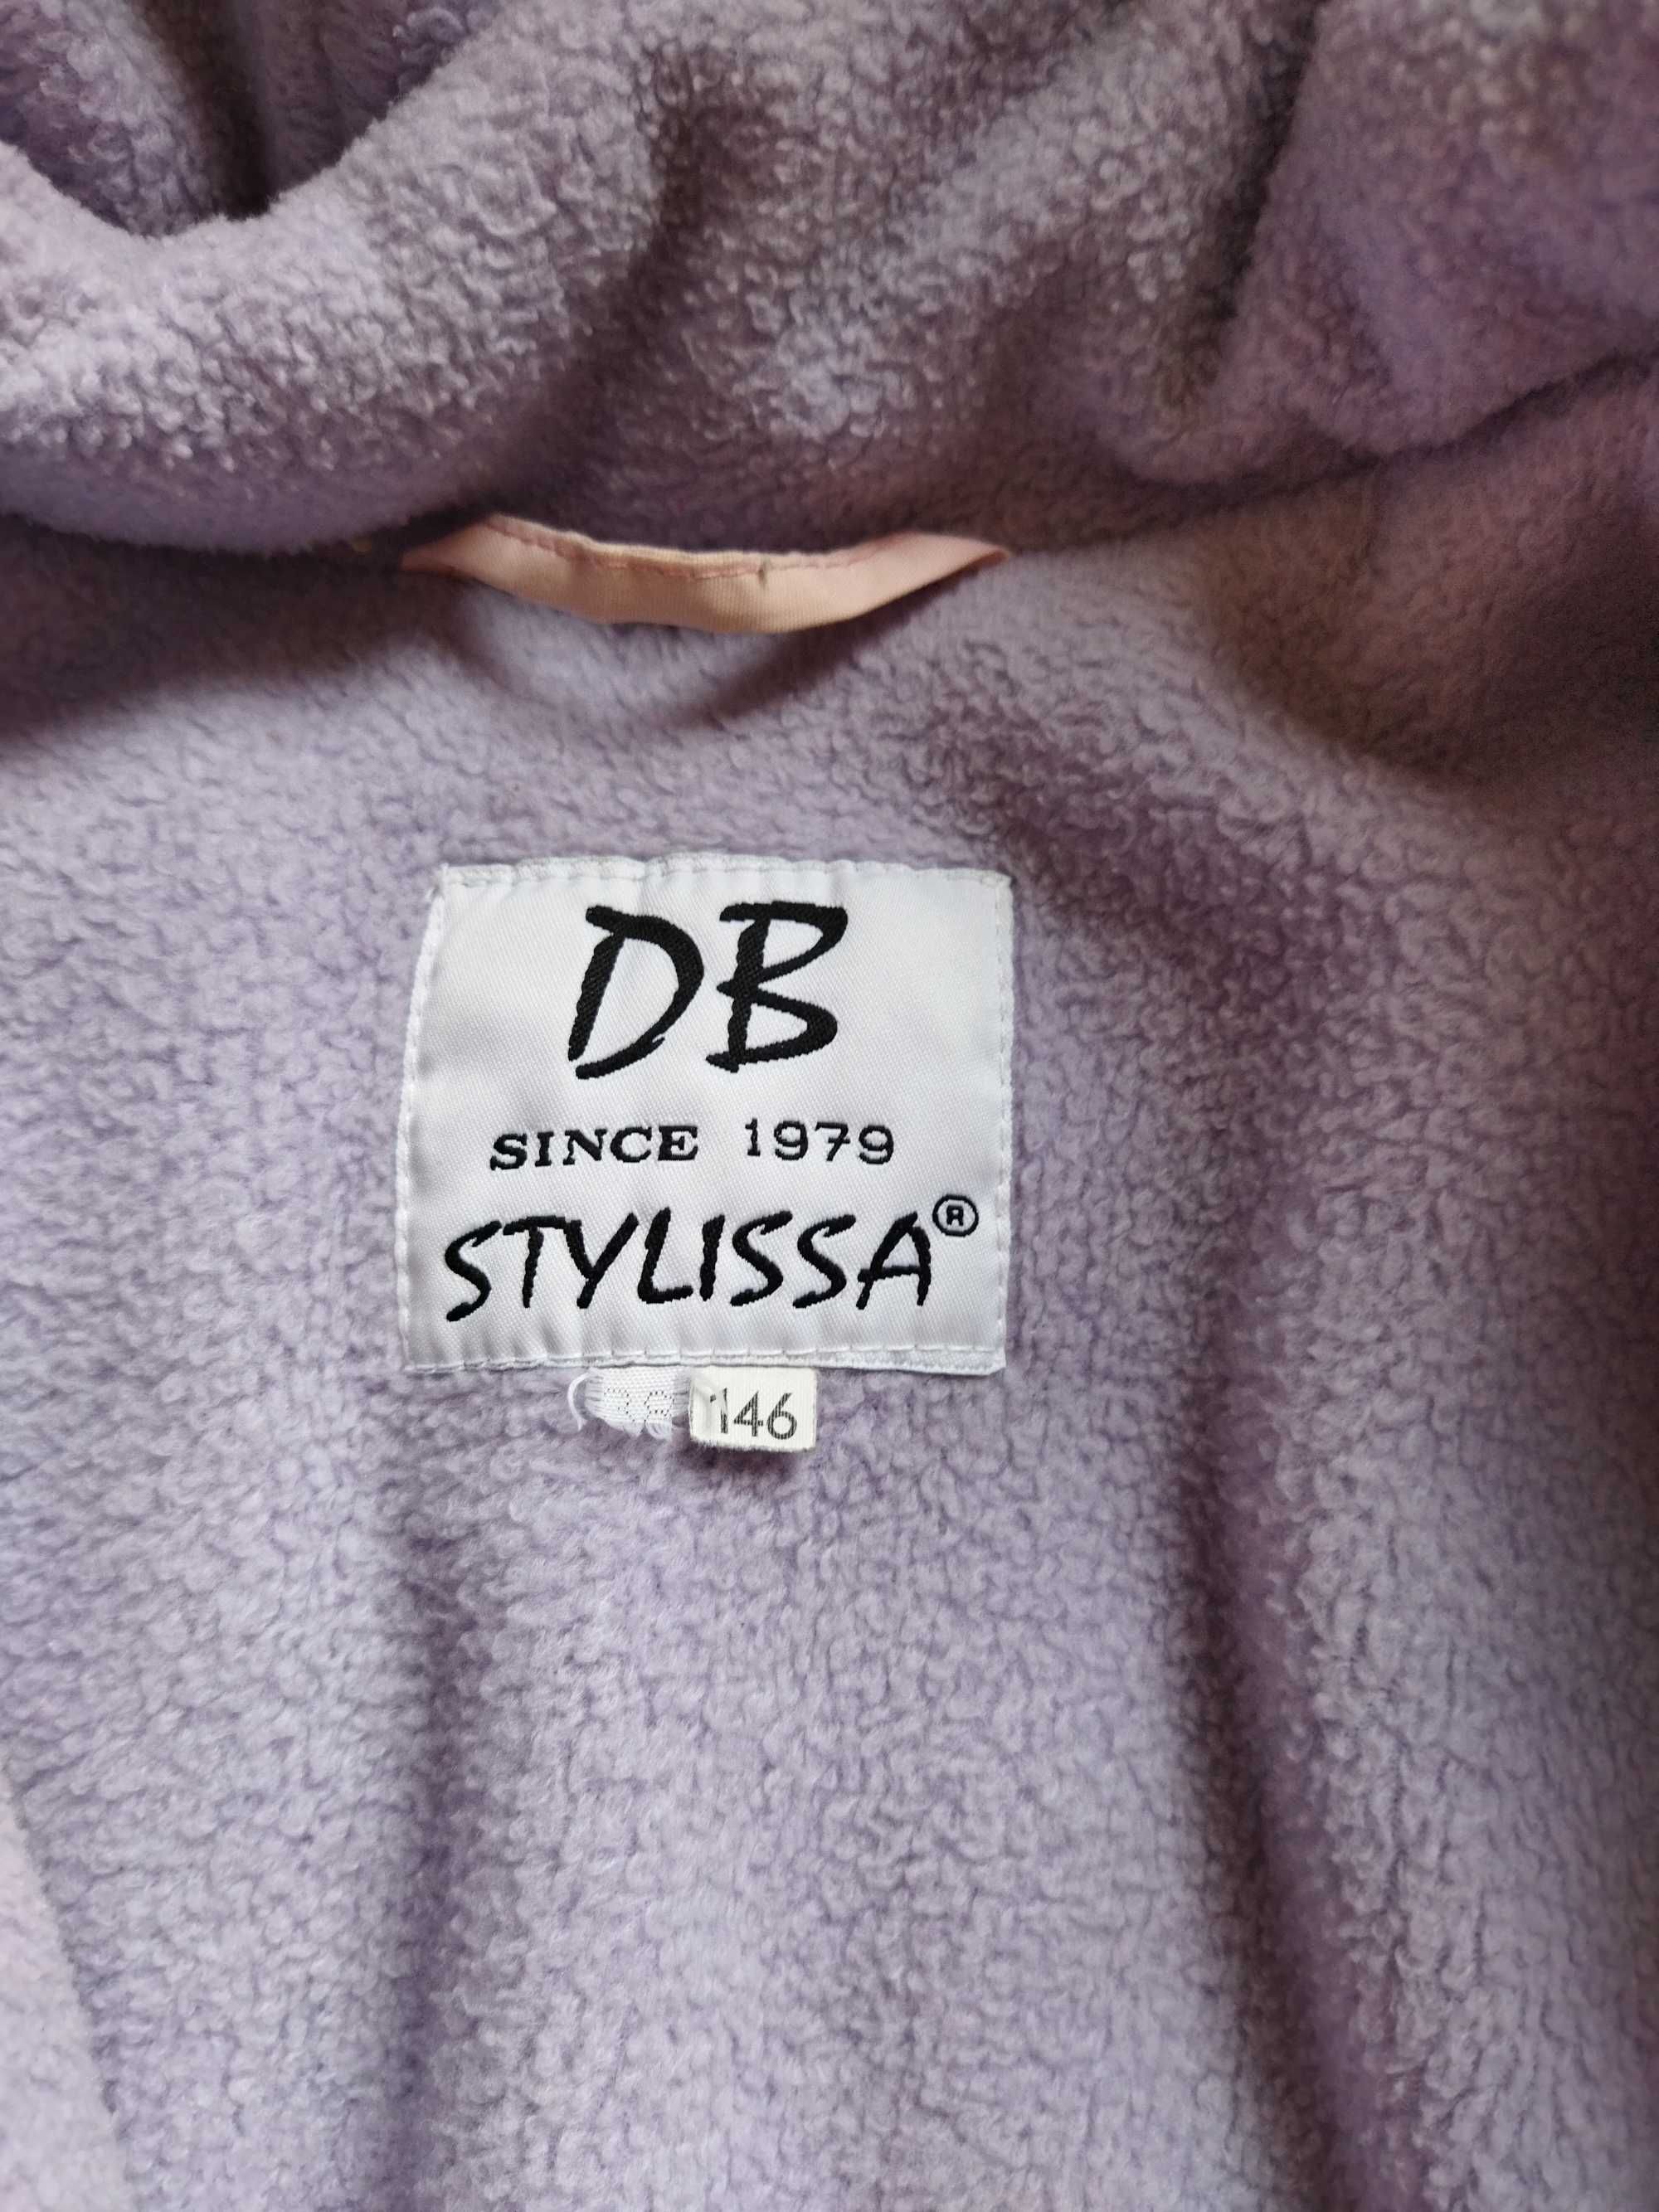 DB
SINCE 1979
STYLISSA®
146